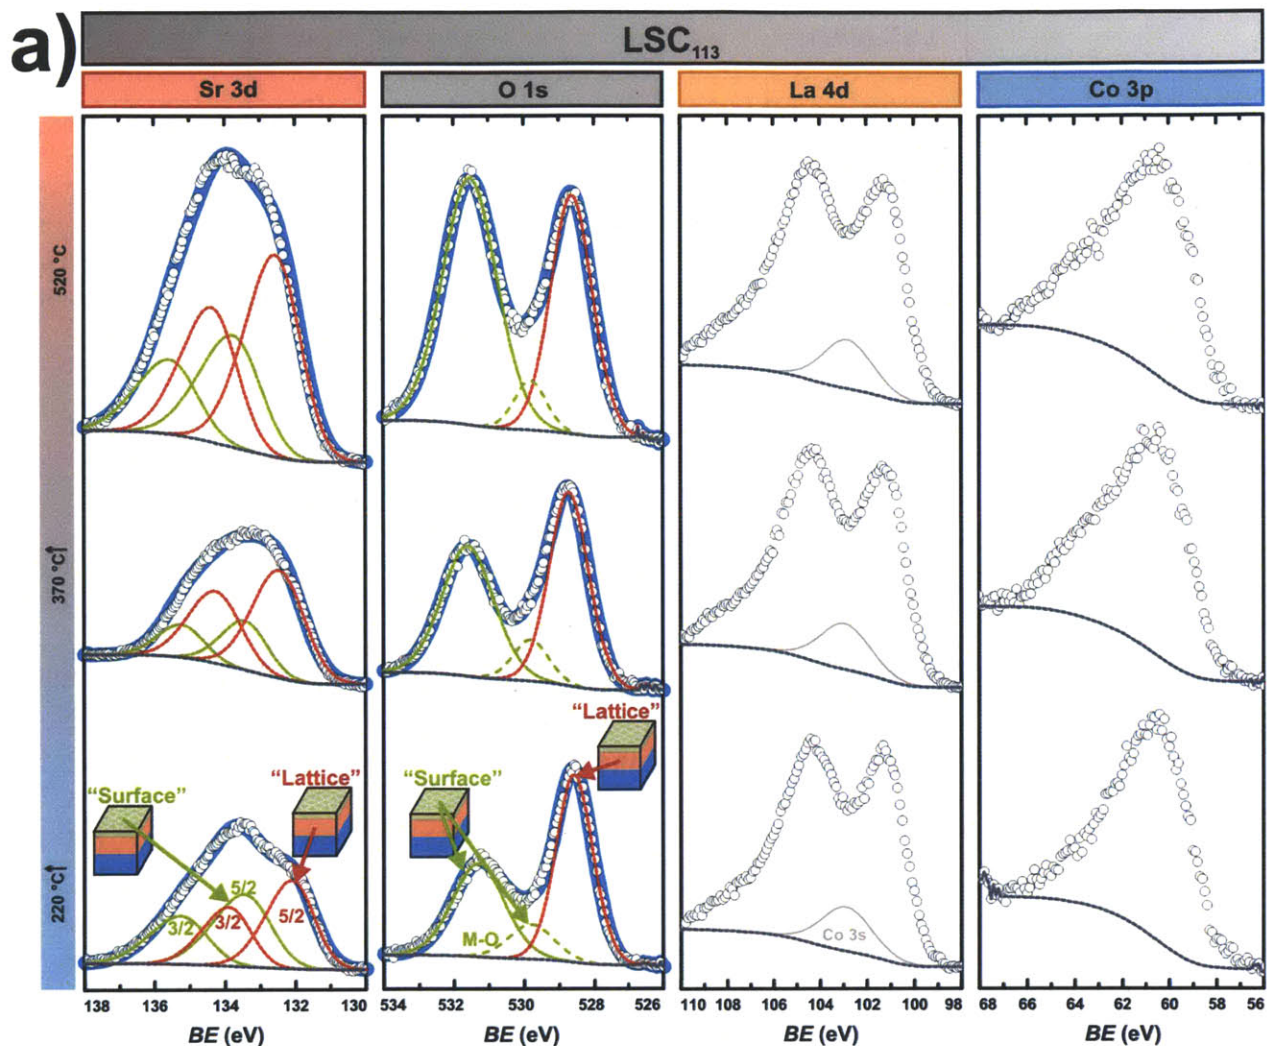 a)
LSC₁₁₃
Sr 3d
O 1s
La 4d
Co 3p
520 °C
370 °C↑
220 °C↑
"Surface"
"Lattice"
3/2
3/2
5/2
5/2
"Surface"
"Lattice"
M-O
Co 3s
138 136 134 132 130
534 532 530 528 526
110 108 106 104 102 100 98
68 66 64 62 60 58 56
BE (eV)
BE (eV)
BE (eV)
BE (eV)